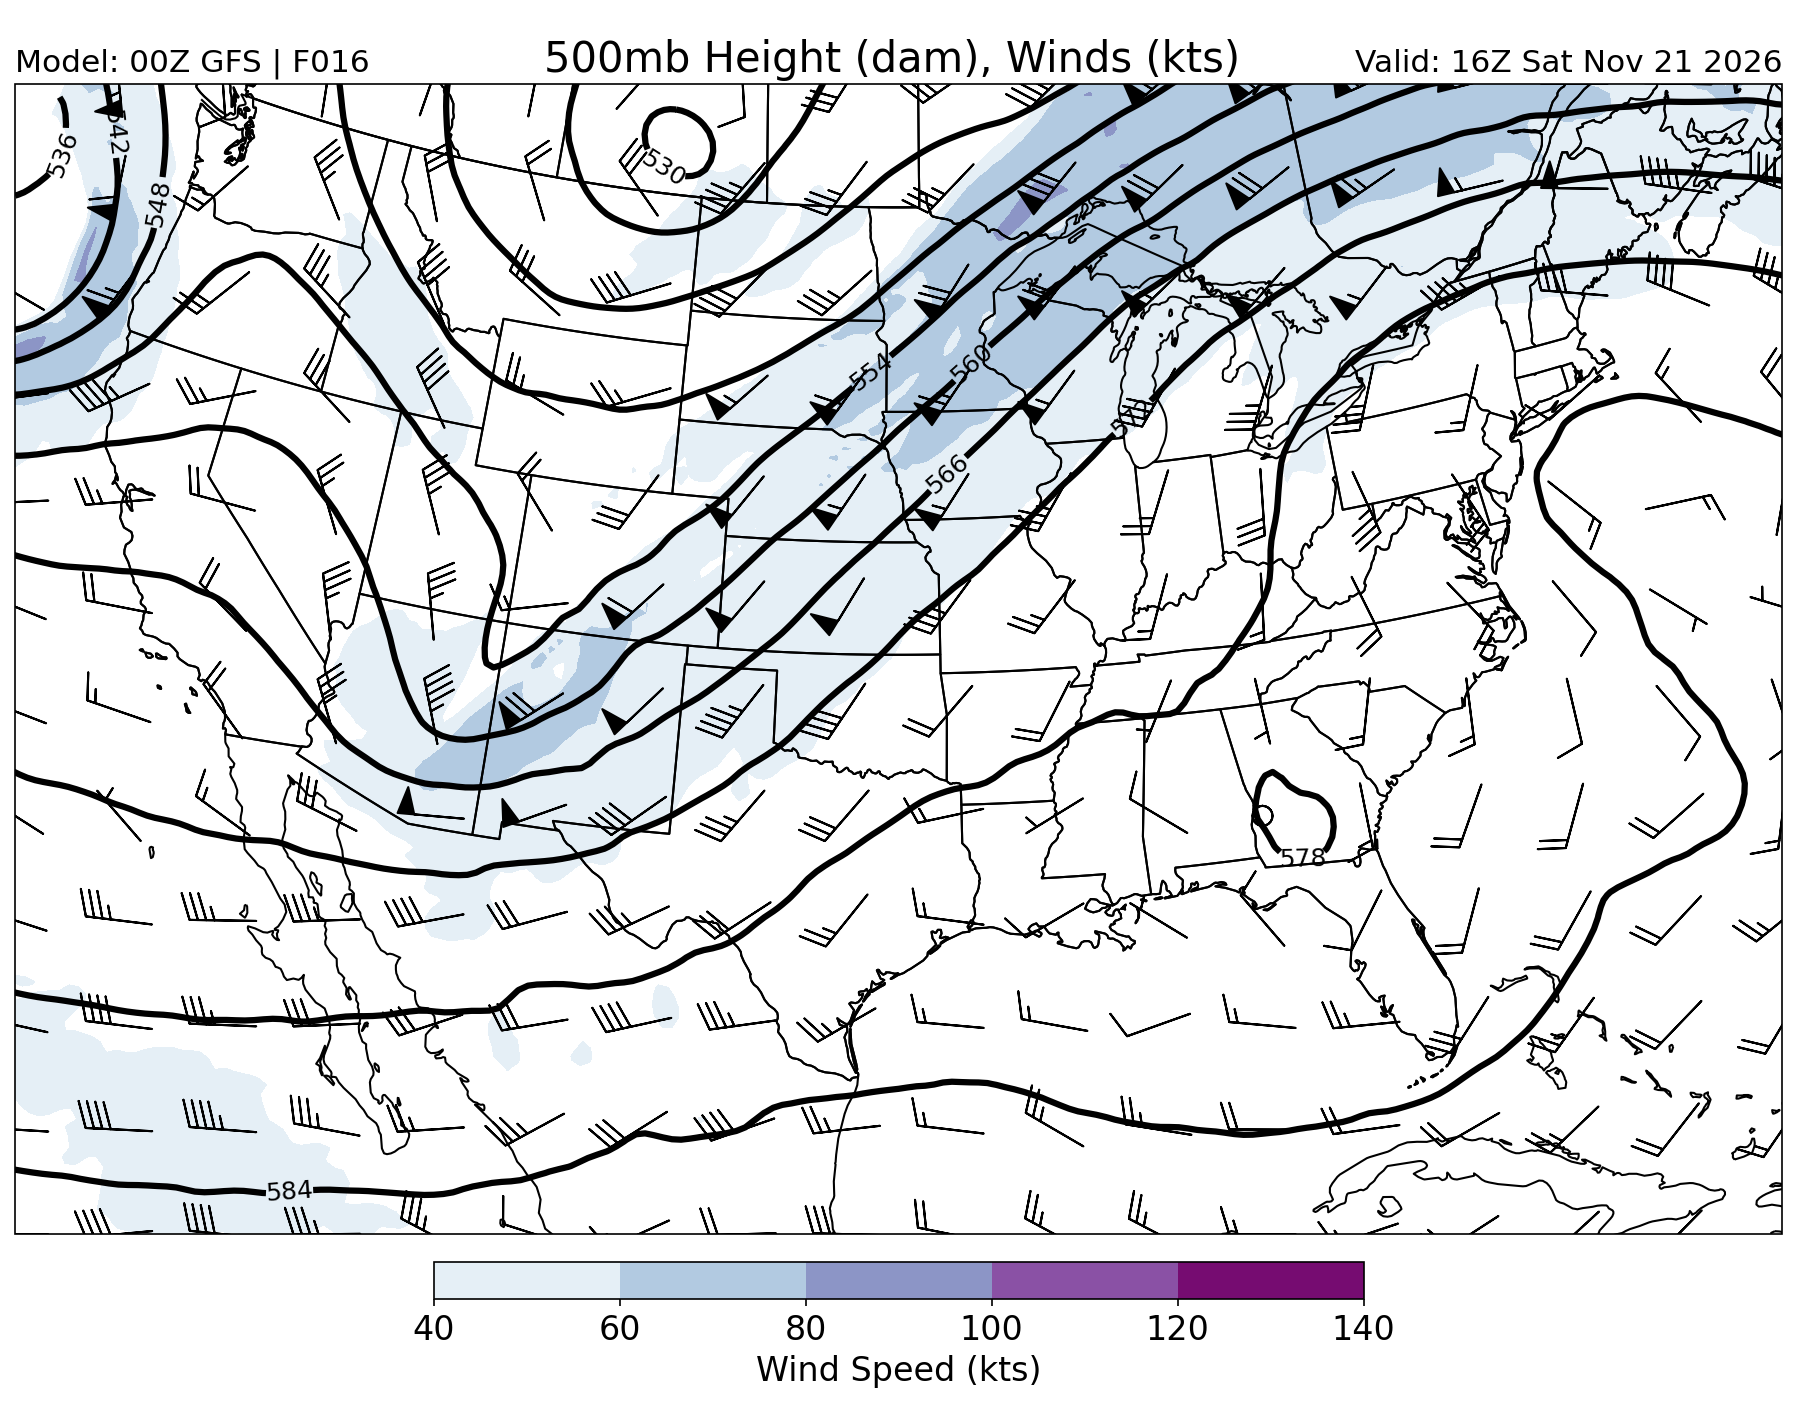 Model: 00Z GFS | F016
500mb Height (dam), Winds (kts)
Valid: 16Z Sat Nov 21 2026
536
542
548
530
554
560
566
578
584
40 60 80 100 120 140
Wind Speed (kts)